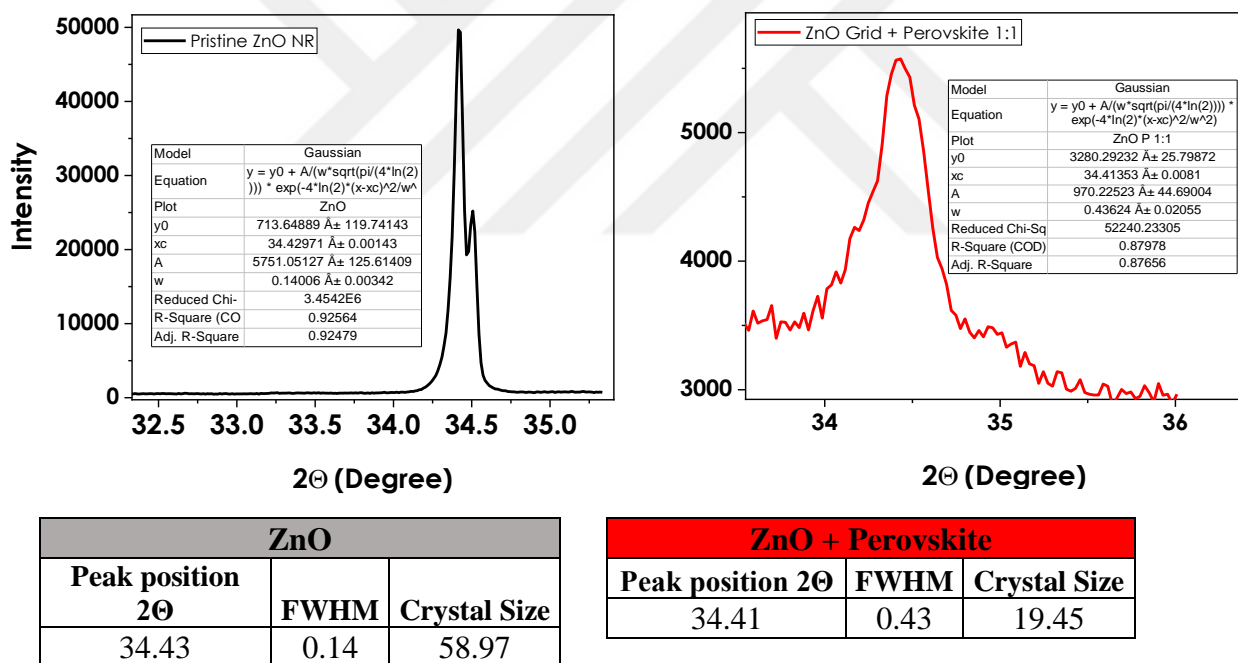 Pristine ZnO NR
Intensity
50000
40000
30000
20000
10000
0
32.5 33.0 33.5 34.0 34.5 35.0
2Θ (Degree)
Model Gaussian
Equation y = y0 + A/(w*sqrt(pi/(4*ln(2)
))) * exp(-4*ln(2)*(x-xc)^2/w^
Plot ZnO
y0 713.64889 Â± 119.74143
xc 34.42971 Â± 0.00143
A 5751.05127 Â± 125.61409
w 0.14006 Â± 0.00342
Reduced Chi- 3.4542E6
R-Square (CO 0.92564
Adj. R-Square 0.92479
ZnO Grid + Perovskite 1:1
5000
4000
3000
34 35 36
2Θ (Degree)
Model Gaussian
Equation y = y0 + A/(w*sqrt(pi/(4*ln(2)))) *
exp(-4*ln(2)*(x-xc)^2/w^2)
Plot ZnO P 1:1
y0 3280.29232 Â± 25.79872
xc 34.41353 Â± 0.0081
A 970.22523 Â± 44.69004
w 0.43624 Â± 0.02055
Reduced Chi-Sq 52240.23305
R-Square (COD) 0.87978
Adj. R-Square 0.87656
ZnO
Peak position
2Θ FWHM Crystal Size
34.43 0.14 58.97
ZnO + Perovskite
Peak position 2Θ FWHM Crystal Size
34.41 0.43 19.45